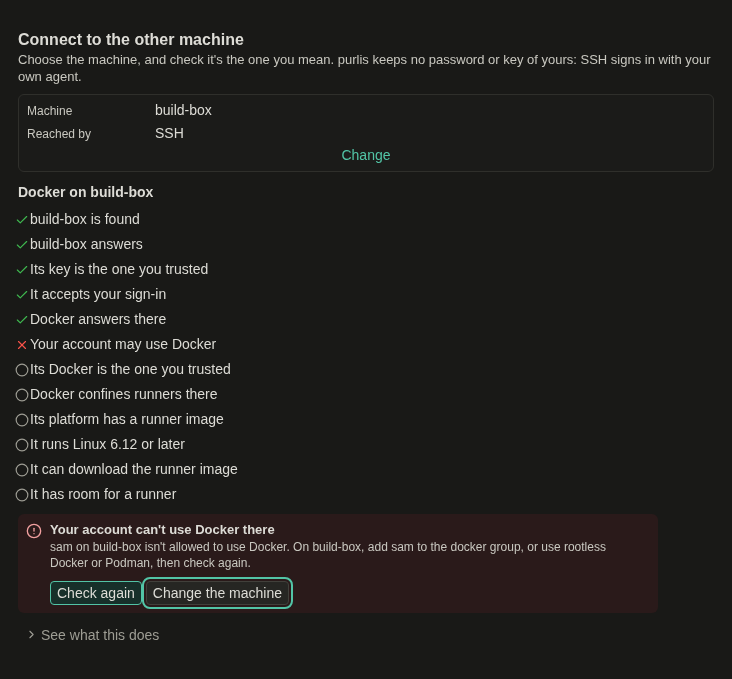 Connect to the other machine
Choose the machine, and check it's the one you mean. purlis keeps no password or key of yours: SSH signs in with your
own agent.
Machine build-box
Reached by SSH
Change
Docker on build-box
build-box is found
build-box answers
Its key is the one you trusted
It accepts your sign-in
Docker answers there
Your account may use Docker
Its Docker is the one you trusted
Docker confines runners there
Its platform has a runner image
It runs Linux 6.12 or later
It can download the runner image
It has room for a runner
Your account can't use Docker there
sam on build-box isn't allowed to use Docker. On build-box, add sam to the docker group, or use rootless
Docker or Podman, then check again.
Check again Change the machine
See what this does